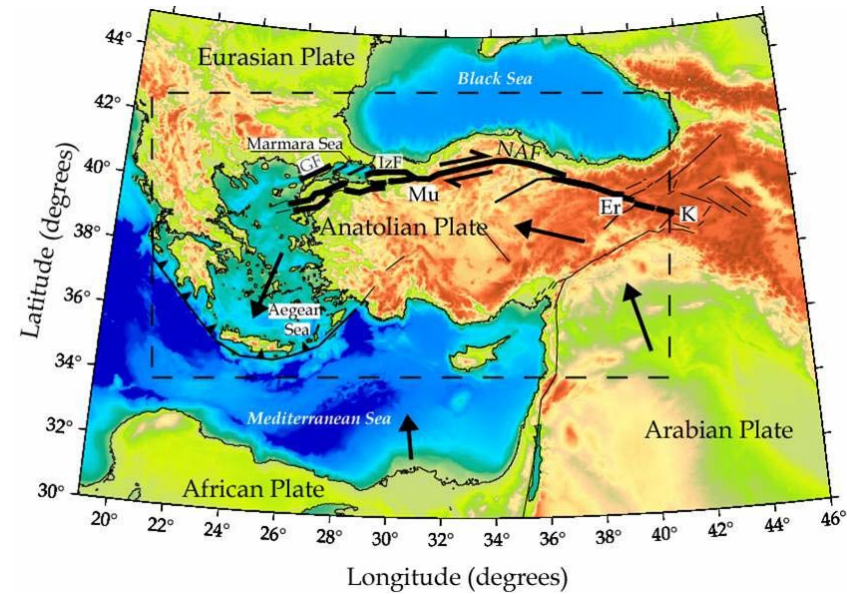 44°
Eurasian Plate
Black Sea
42°
Marmara Sea
40°
GF
IzF
NAF
Mu
Er
K
38°
Anatolian Plate
Latitude (degrees)
36°
Aegean
Sea
34°
32°
Mediterranean Sea
Arabian Plate
30°
African Plate
20°
22°
24°
26°
28°
30°
32°
34°
36°
38°
40°
42°
44°
46°
Longitude (degrees)